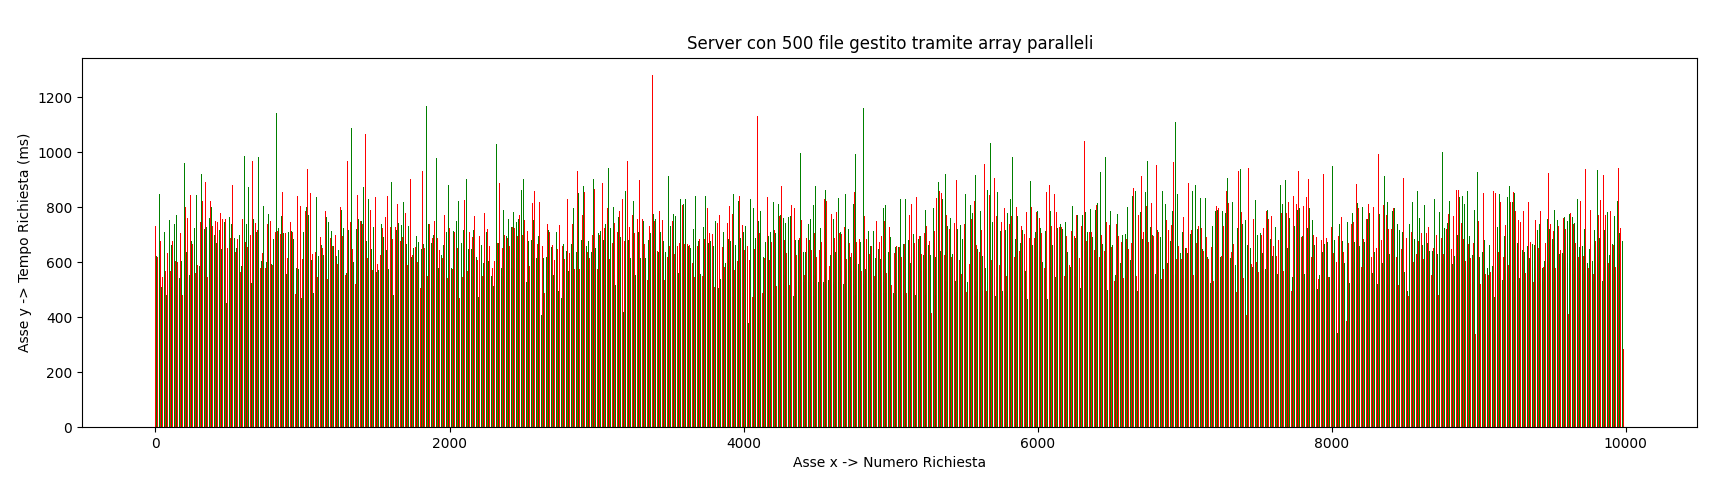 Server con 500 file gestito tramite array paralleli
Asse y -> Tempo Richiesta (ms)
1200
1000
800
600
400
200
0
0 2000 4000 6000 8000 10000
Asse x -> Numero Richiesta